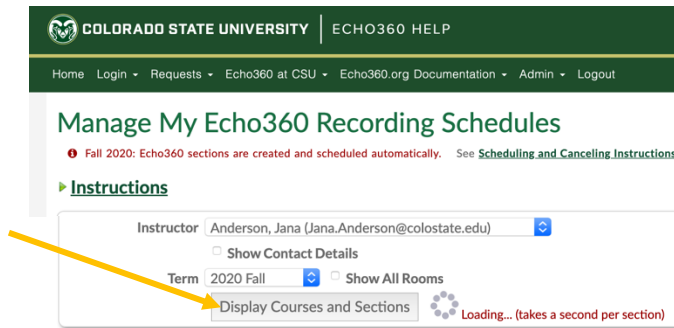 COLORADO STATE UNIVERSITY | ECHO360 HELP
Home Login Requests Echo360 at CSU Echo360.org Documentation Admin Logout
Manage My Echo360 Recording Schedules
Fall 2020: Echo360 sections are created and scheduled automatically. See Scheduling and Canceling Instructions
Instructions
Instructor Anderson, Jana (Jana.Anderson@colostate.edu)
Show Contact Details
Term 2020 Fall Show All Rooms
Display Courses and Sections Loading... (takes a second per section)